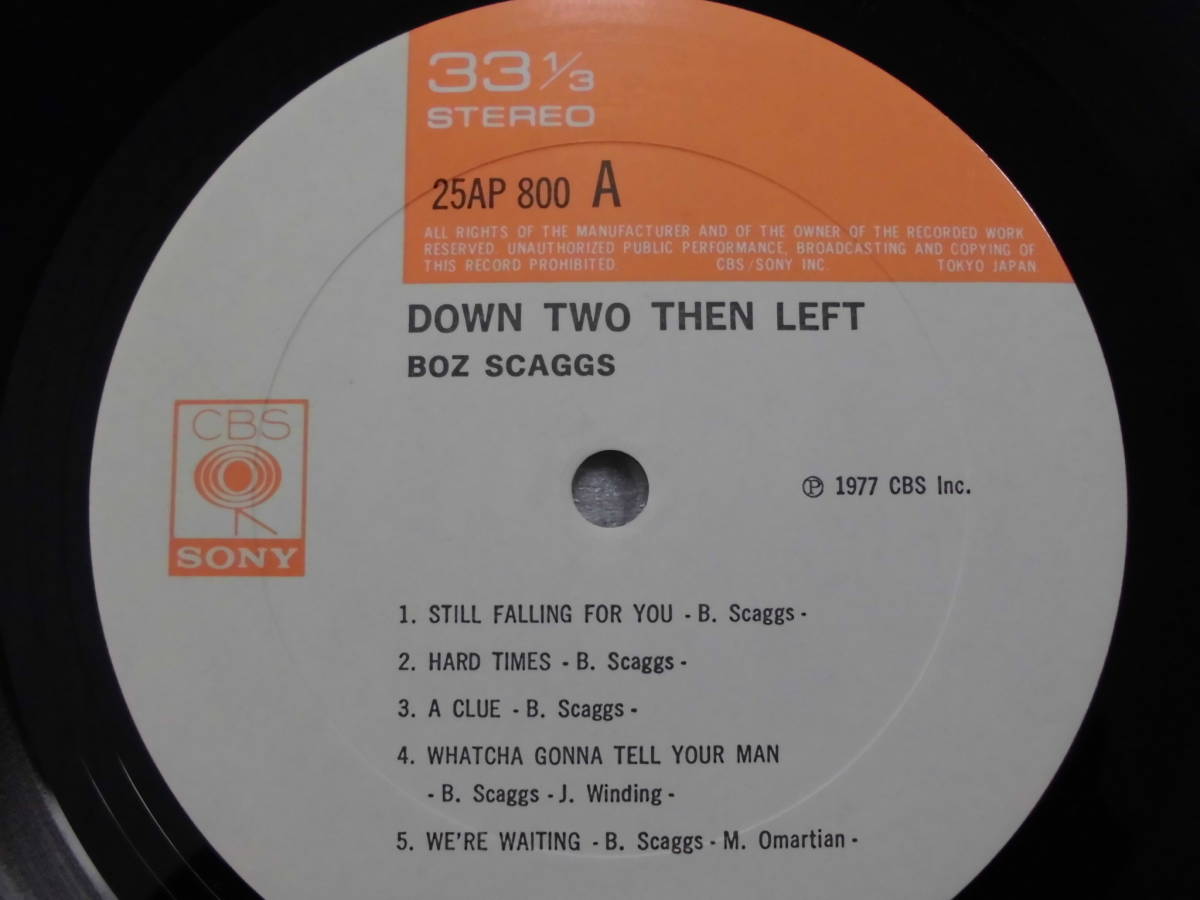 33 1/3
STEREO
25AP 800 A
ALL RIGHTS OF THE MANUFACTURER AND OF THE OWNER OF THE RECORDED WORK
RESERVED. UNAUTHORIZED PUBLIC PERFORMANCE, BROADCASTING AND COPYING OF
THIS RECORD PROHIBITED. CBS/SONY INC. TOKYO JAPAN.
DOWN TWO THEN LEFT
BOZ SCAGGS
CBS
SONY
℗ 1977 CBS Inc.
1. STILL FALLING FOR YOU - B. Scaggs -
2. HARD TIMES - B. Scaggs -
3. A CLUE - B. Scaggs -
4. WHATCHA GONNA TELL YOUR MAN
- B. Scaggs - J. Winding -
5. WE'RE WAITING - B. Scaggs - M. Omartian -